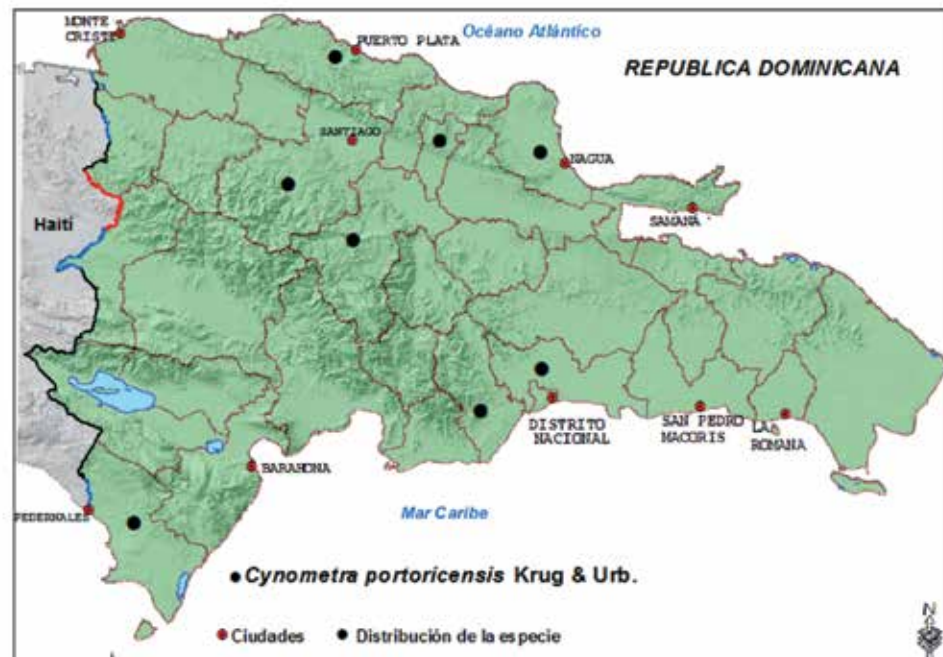 MONTE
CRISTI
PUERTO PLATA
Océano Atlántico
REPUBLICA DOMINICANA
SANTIAGO
NAGUA
SAMANÁ
Haití
DISTRITO
NACIONAL
SAN PEDRO
MACORIS
LA
ROMANA
BARAHONA
PEDERNALES
Mar Caribe
Cynometra portoricensis Krug & Urb.
Ciudades
Distribución de la especie
N